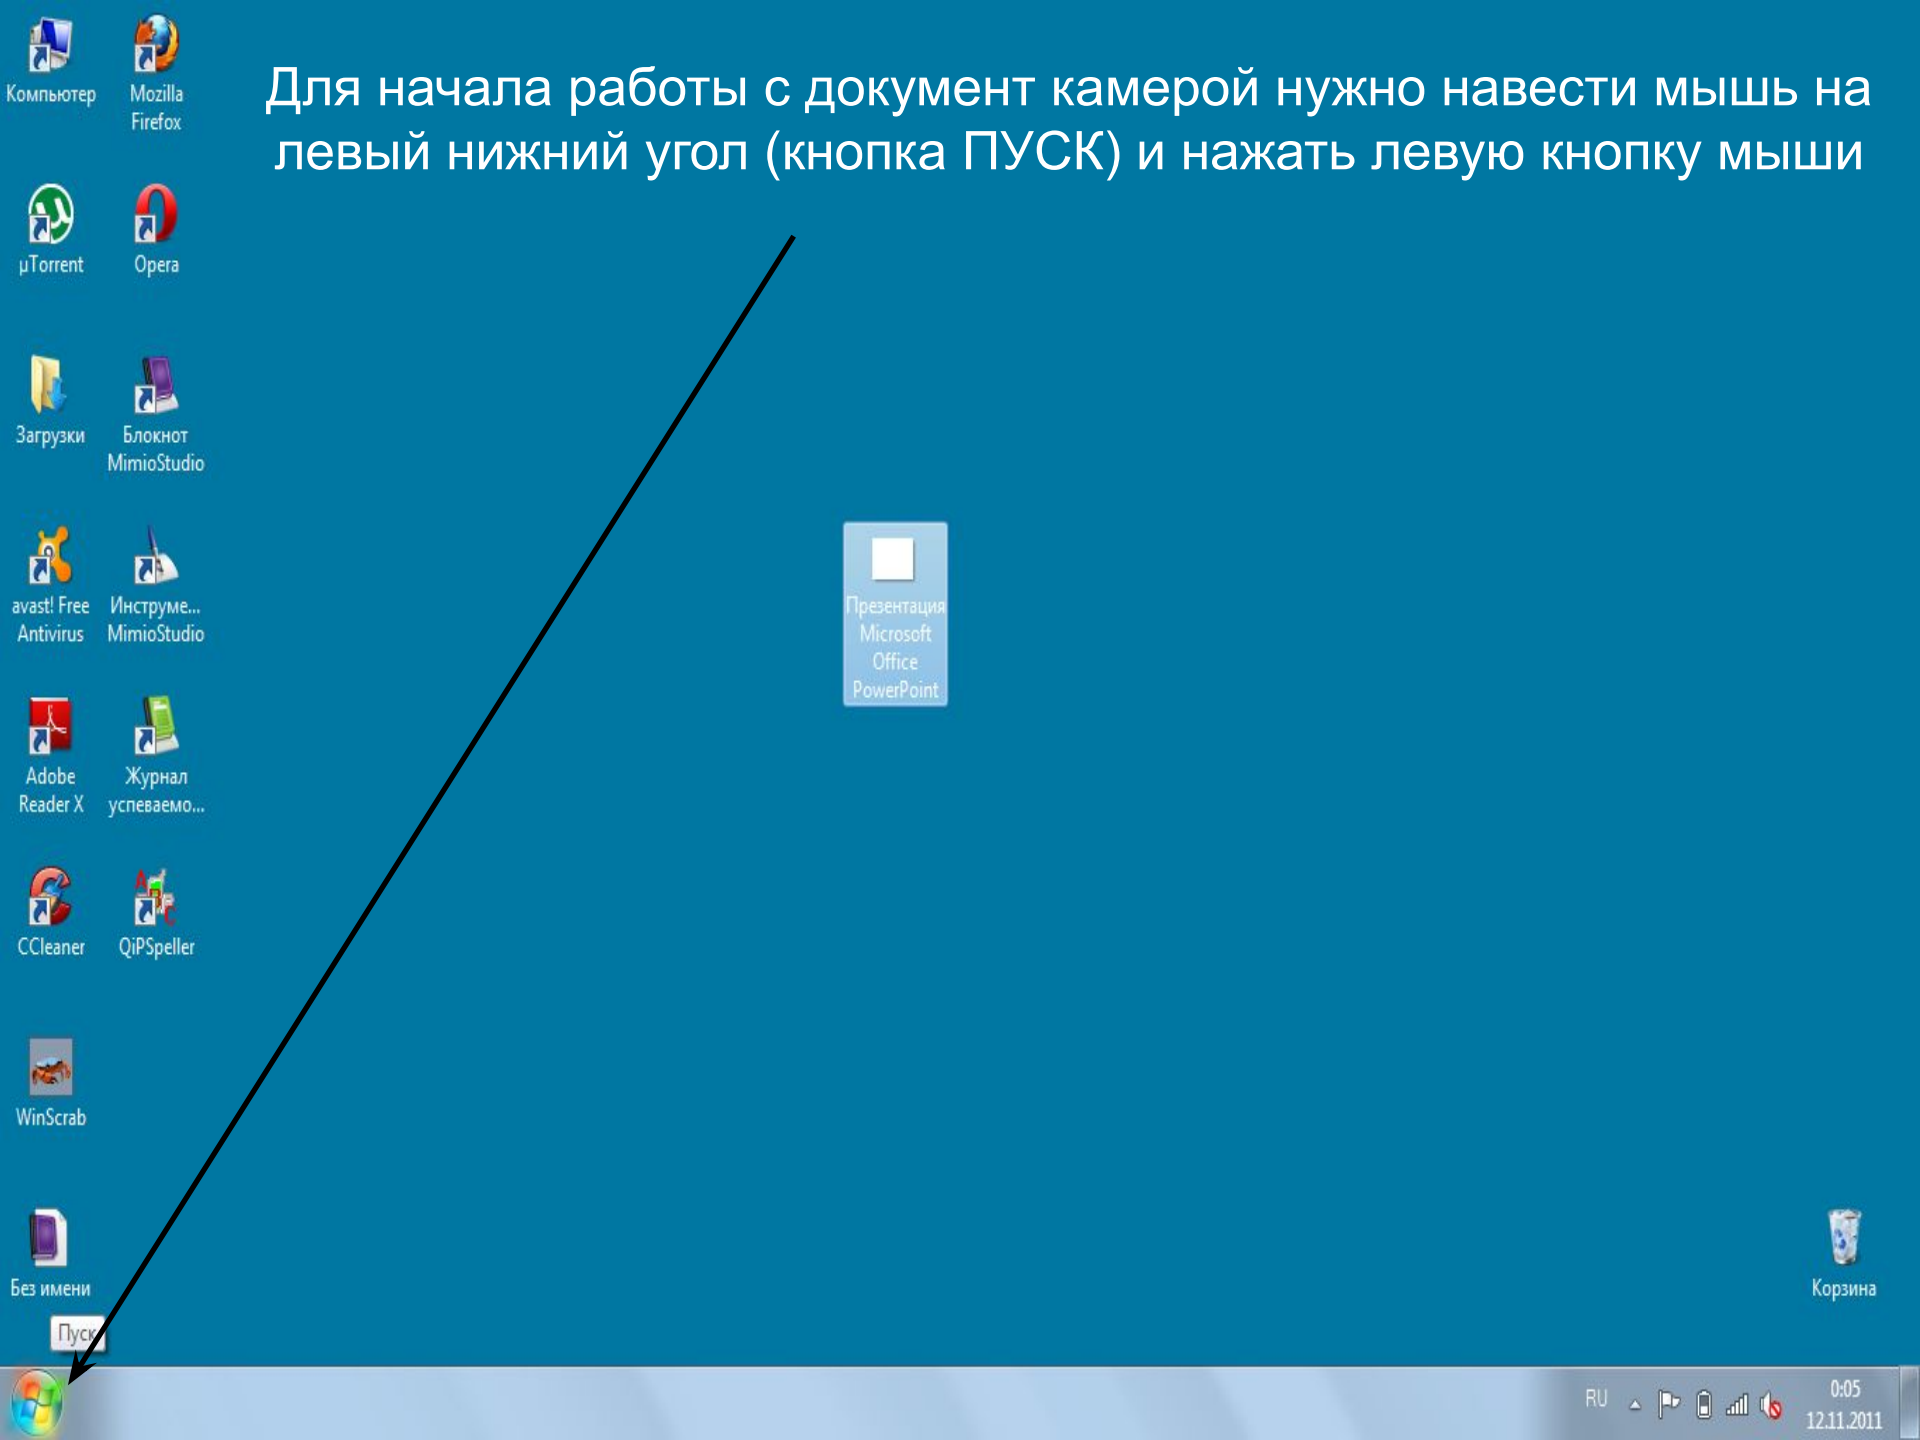 Для начала работы с документ камерой нужно навести мышь на
левый нижний угол (кнопка ПУСК) и нажать левую кнопку мыши
Компьютер
Mozilla
Firefox
µTorrent
Opera
Загрузки
Блокнот
MimioStudio
avast! Free
Antivirus
Инструме...
MimioStudio
Adobe
Reader X
Журнал
успеваемо...
CCleaner
QiPSpeller
WinScrab
Без имени
Презентация
Microsoft
Office
PowerPoint
Корзина
Пуск
RU
0:05
12.11.2011